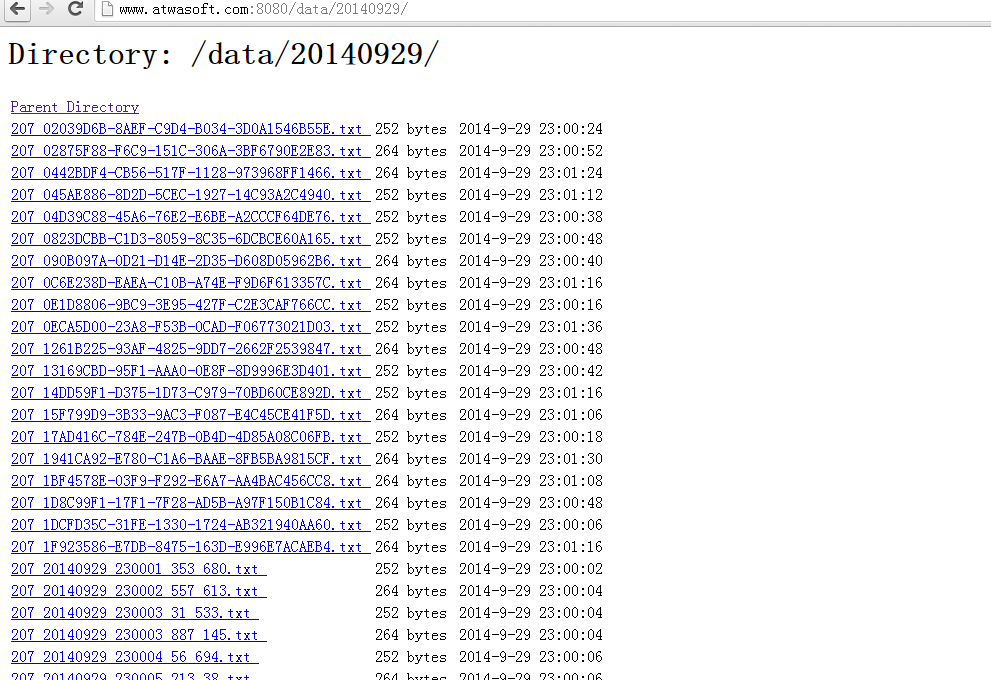 www.atwasoft.com:8080/data/20140929/
Directory: /data/20140929/
Parent Directory
207_02039D6B-8AEF-C9D4-B034-3D0A1546B55E.txt 252 bytes 2014-9-29 23:00:24
207_02875F88-F6C9-151C-306A-3BF6790E2E83.txt 264 bytes 2014-9-29 23:00:52
207_0442BDF4-CB56-517F-1128-973968FF1466.txt 264 bytes 2014-9-29 23:01:24
207_045AE886-8D2D-5CEC-1927-14C93A2C4940.txt 252 bytes 2014-9-29 23:01:12
207_04D39C88-45A6-76E2-E6BE-A2CCCF64DE76.txt 252 bytes 2014-9-29 23:00:38
207_0823DCBB-C1D3-8059-8C35-6DCBCE60A165.txt 252 bytes 2014-9-29 23:00:48
207_090B097A-0D21-D14E-2D35-D608D05962B6.txt 264 bytes 2014-9-29 23:00:40
207_0C6E238D-EAEA-C10B-A74E-F9D6F613357C.txt 264 bytes 2014-9-29 23:01:16
207_0E1D8806-9BC9-3E95-427F-C2E3CAF766CC.txt 252 bytes 2014-9-29 23:00:16
207_0ECA5D00-23A8-F53B-0CAD-F06773021D03.txt 252 bytes 2014-9-29 23:01:36
207_1261B225-93AF-4825-9DD7-2662F2539847.txt 264 bytes 2014-9-29 23:00:48
207_13169CBD-95F1-AAA0-0E8F-8D9996E3D401.txt 252 bytes 2014-9-29 23:00:42
207_14DD59F1-D375-1D73-C979-70BD60CE892D.txt 252 bytes 2014-9-29 23:01:16
207_15F799D9-3B33-9AC3-F087-E4C45CE41F5D.txt 264 bytes 2014-9-29 23:01:06
207_17AD416C-784E-247B-0B4D-4D85A08C06FB.txt 252 bytes 2014-9-29 23:00:18
207_1941CA92-E780-C1A6-BAAE-8FB5BA9815CF.txt 264 bytes 2014-9-29 23:01:30
207_1BF4578E-03F9-F292-E6A7-AA4BAC456CC8.txt 264 bytes 2014-9-29 23:01:08
207_1D8C99F1-17F1-7F28-AD5B-A97F150B1C84.txt 264 bytes 2014-9-29 23:00:48
207_1DCFD35C-31FE-1330-1724-AB321940AA60.txt 252 bytes 2014-9-29 23:00:06
207_1F923586-E7DB-8475-163D-E996E7ACAEB4.txt 264 bytes 2014-9-29 23:01:16
207_20140929_230001_353_680.txt 252 bytes 2014-9-29 23:00:02
207_20140929_230002_557_613.txt 264 bytes 2014-9-29 23:00:04
207_20140929_230003_31_533.txt 252 bytes 2014-9-29 23:00:04
207_20140929_230003_887_145.txt 264 bytes 2014-9-29 23:00:04
207_20140929_230004_56_694.txt 252 bytes 2014-9-29 23:00:06
207_20140929_230005_213_38.txt 264 bytes 2014-9-29 23:00:06